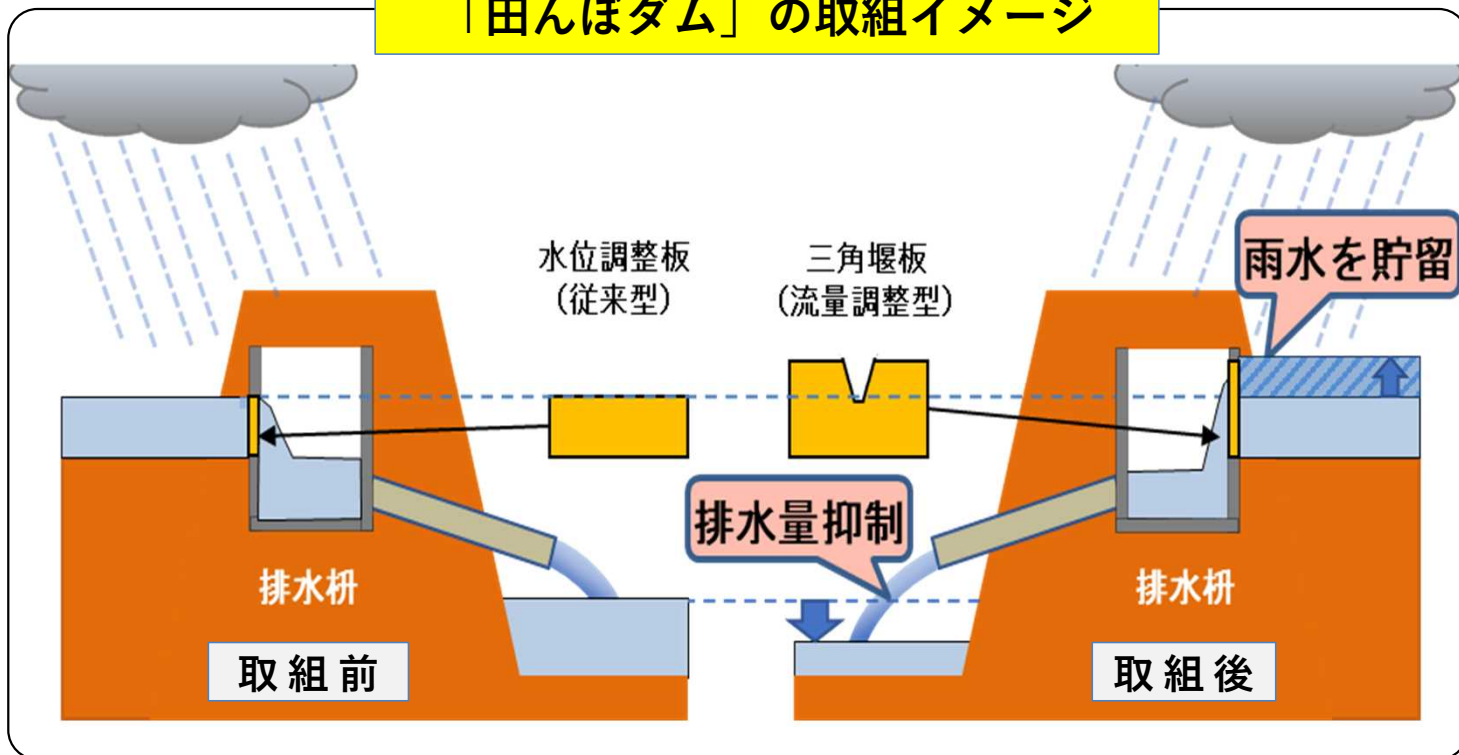 「田んぼダム」の取組イメージ
水位調整板
(従来型)
三角堰板
(流量調整型)
雨水を貯留
排水量抑制
排水枡
排水枡
取組前
取組後